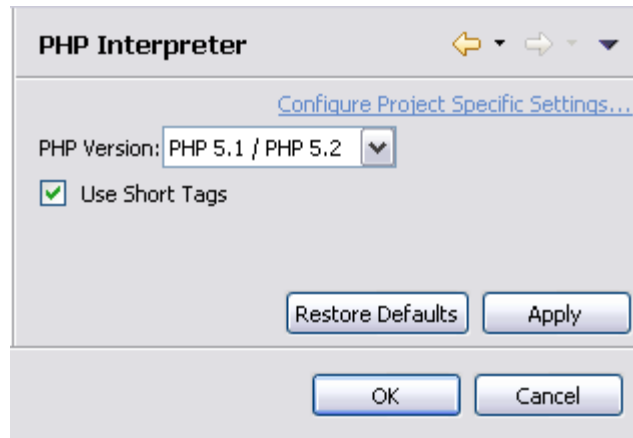 PHP Interpreter
Configure Project Specific Settings...
PHP Version: PHP 5.1 / PHP 5.2
Use Short Tags
Restore Defaults Apply
OK Cancel